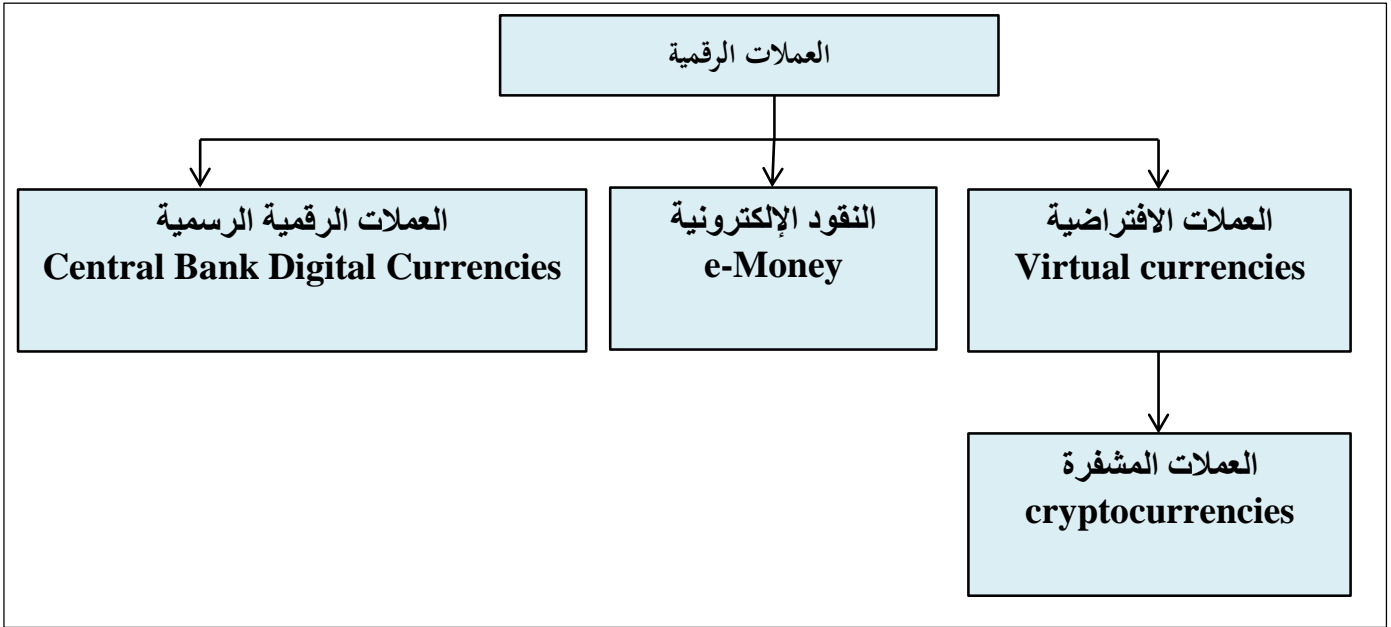 العملات الرقمية
العملات الافتراضية
Virtual currencies
النقود الإلكترونية
e-Money
العملات الرقمية الرسمية
Central Bank Digital Currencies
العملات المشفرة
cryptocurrencies